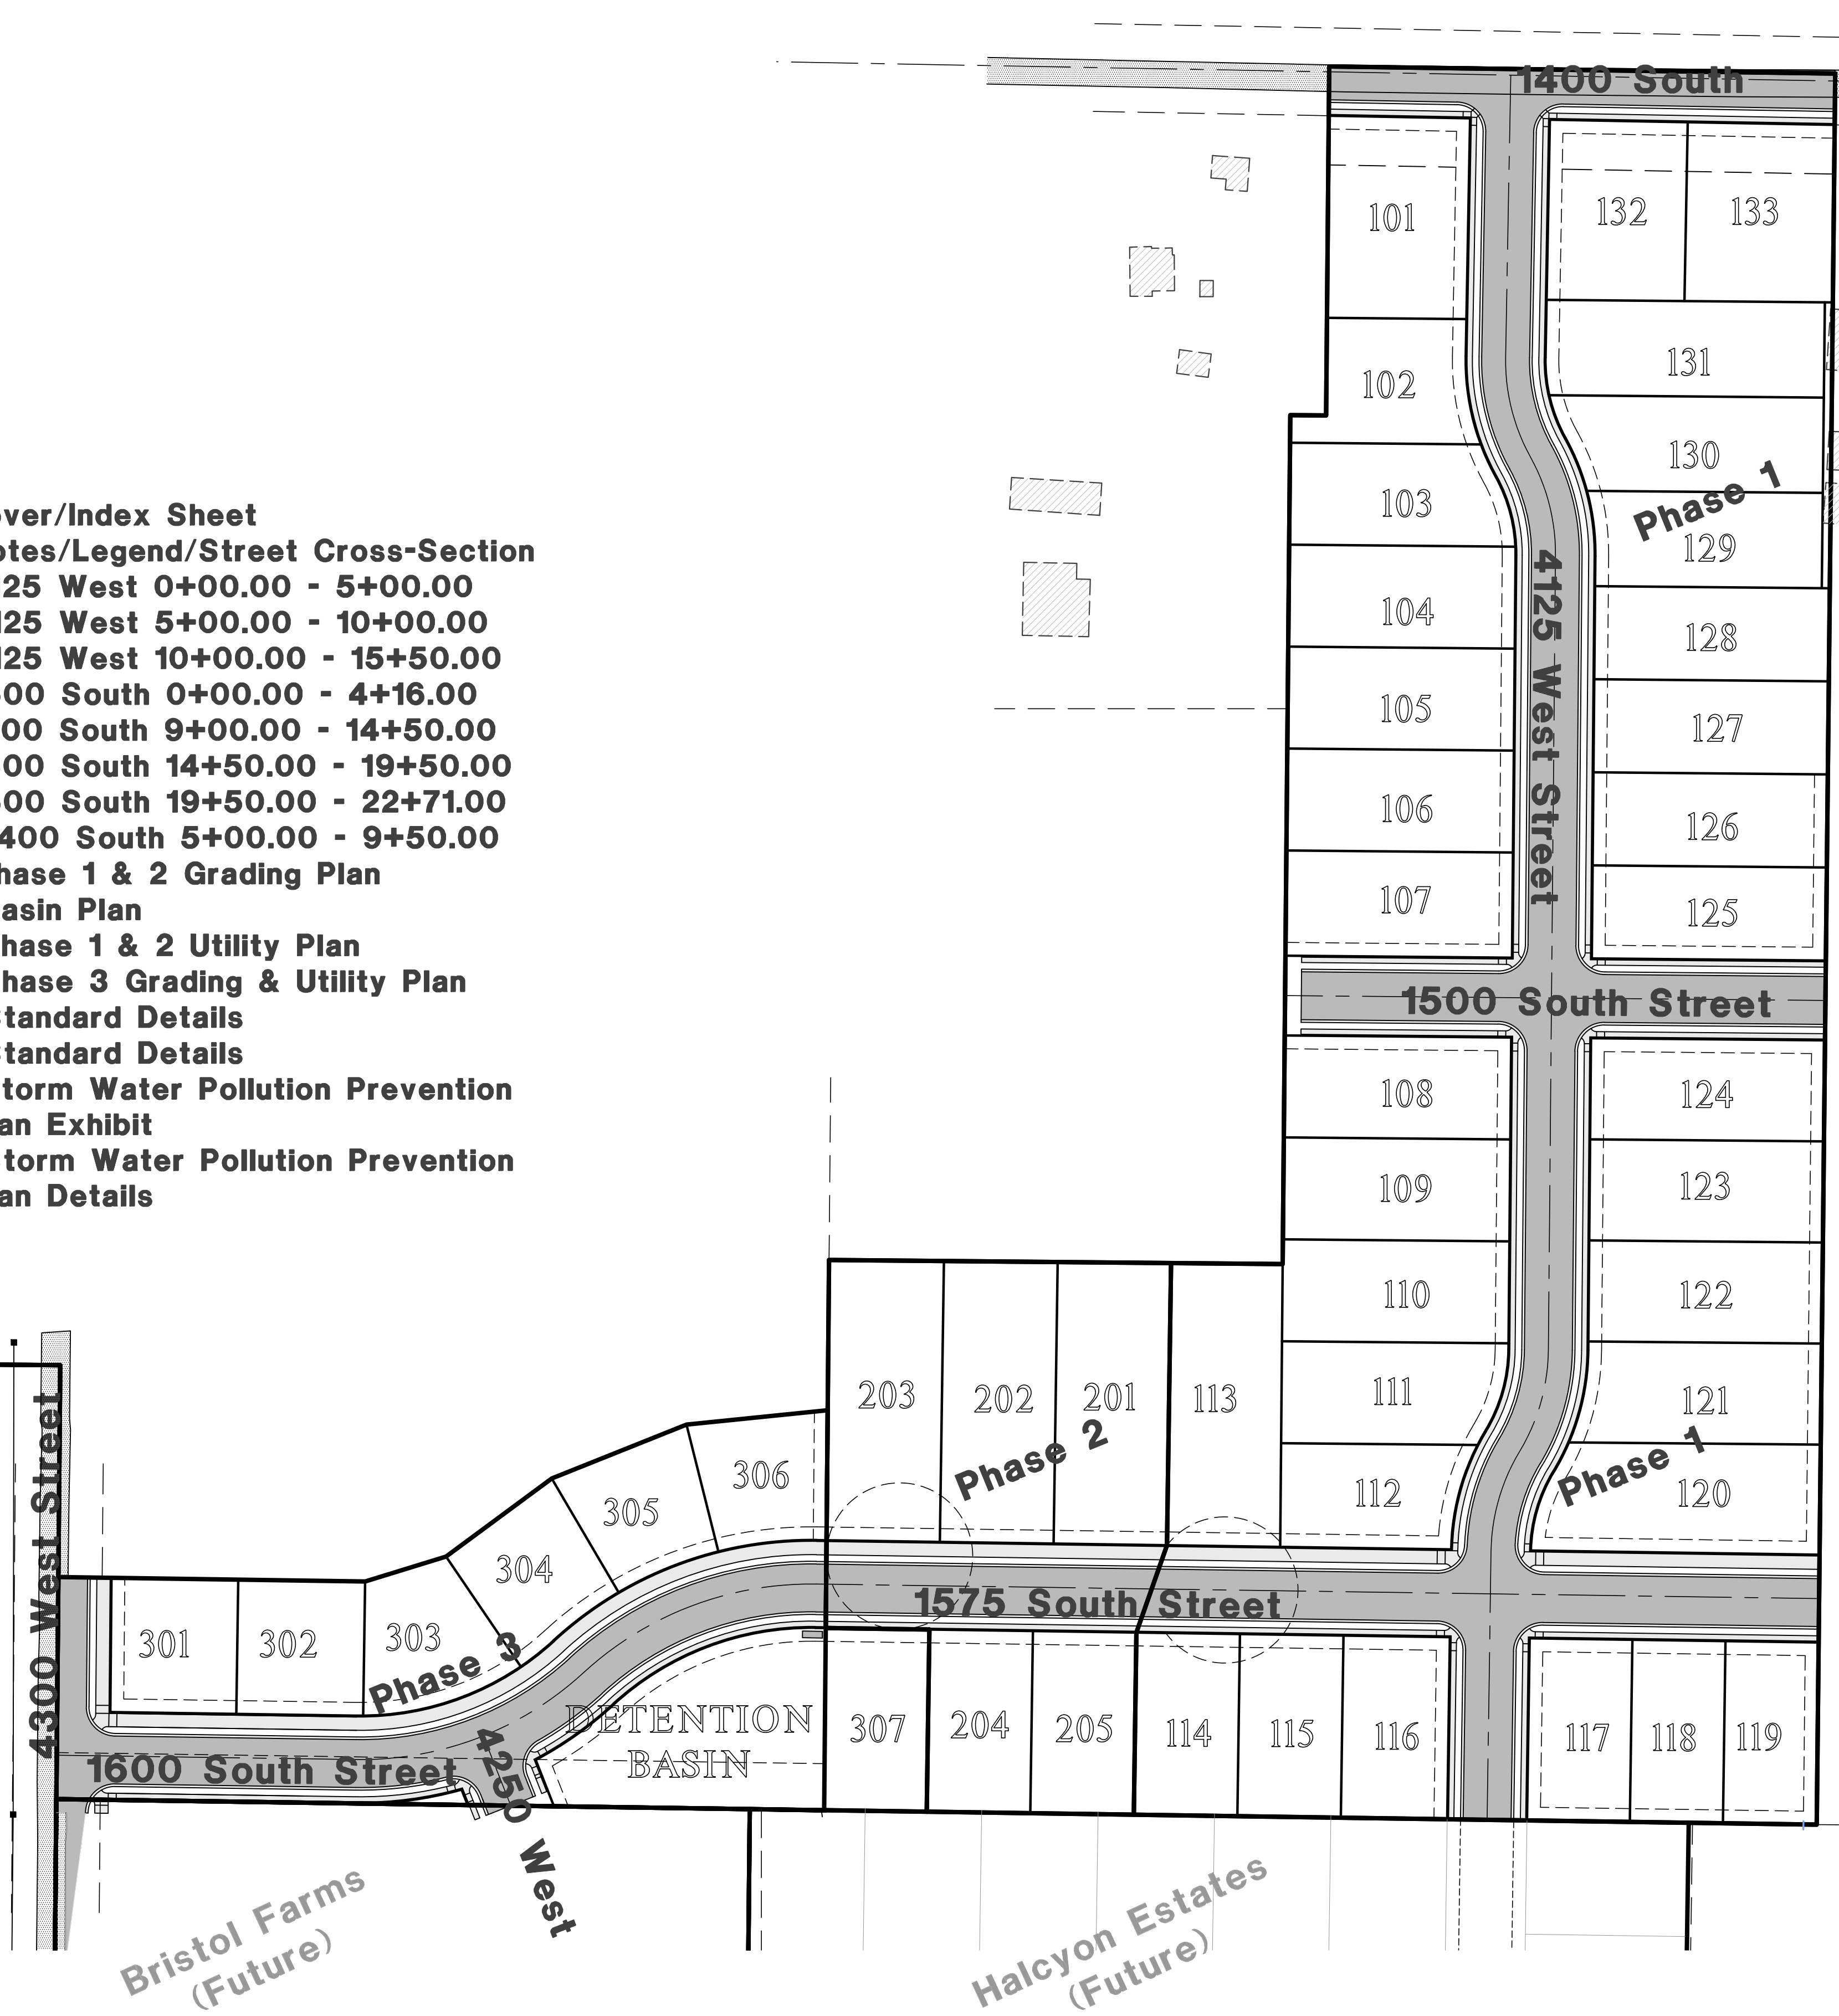 1400 South
101
132
133
131
102
130
Phase 1
129
103
4125 West Street
104
128
105
127
106
126
107
125
1500 South Street
108
124
109
123
110
122
111
121
Phase 1
112
120
ver/Index Sheet
tes/Legend/Street Cross-Section
25 West 0+00.00 - 5+00.00
25 West 5+00.00 - 10+00.00
25 West 10+00.00 - 15+50.00
00 South 0+00.00 - 4+16.00
00 South 9+00.00 - 14+50.00
00 South 14+50.00 - 19+50.00
00 South 19+50.00 - 22+71.00
400 South 5+00.00 - 9+50.00
hase 1 & 2 Grading Plan
asin Plan
hase 1 & 2 Utility Plan
hase 3 Grading & Utility Plan
tandard Details
tandard Details
torm Water Pollution Prevention
an Exhibit
torm Water Pollution Prevention
an Details
203
202
201
113
Phase 2
306
305
304
303
302
301
Phase 3
4300 West Street
1575 South Street
1600 South Street
4250 West
DETENTION
BASIN
307
204
205
114
115
116
117
118
119
Bristol Farms
(Future)
Halcyon Estates
(Future)